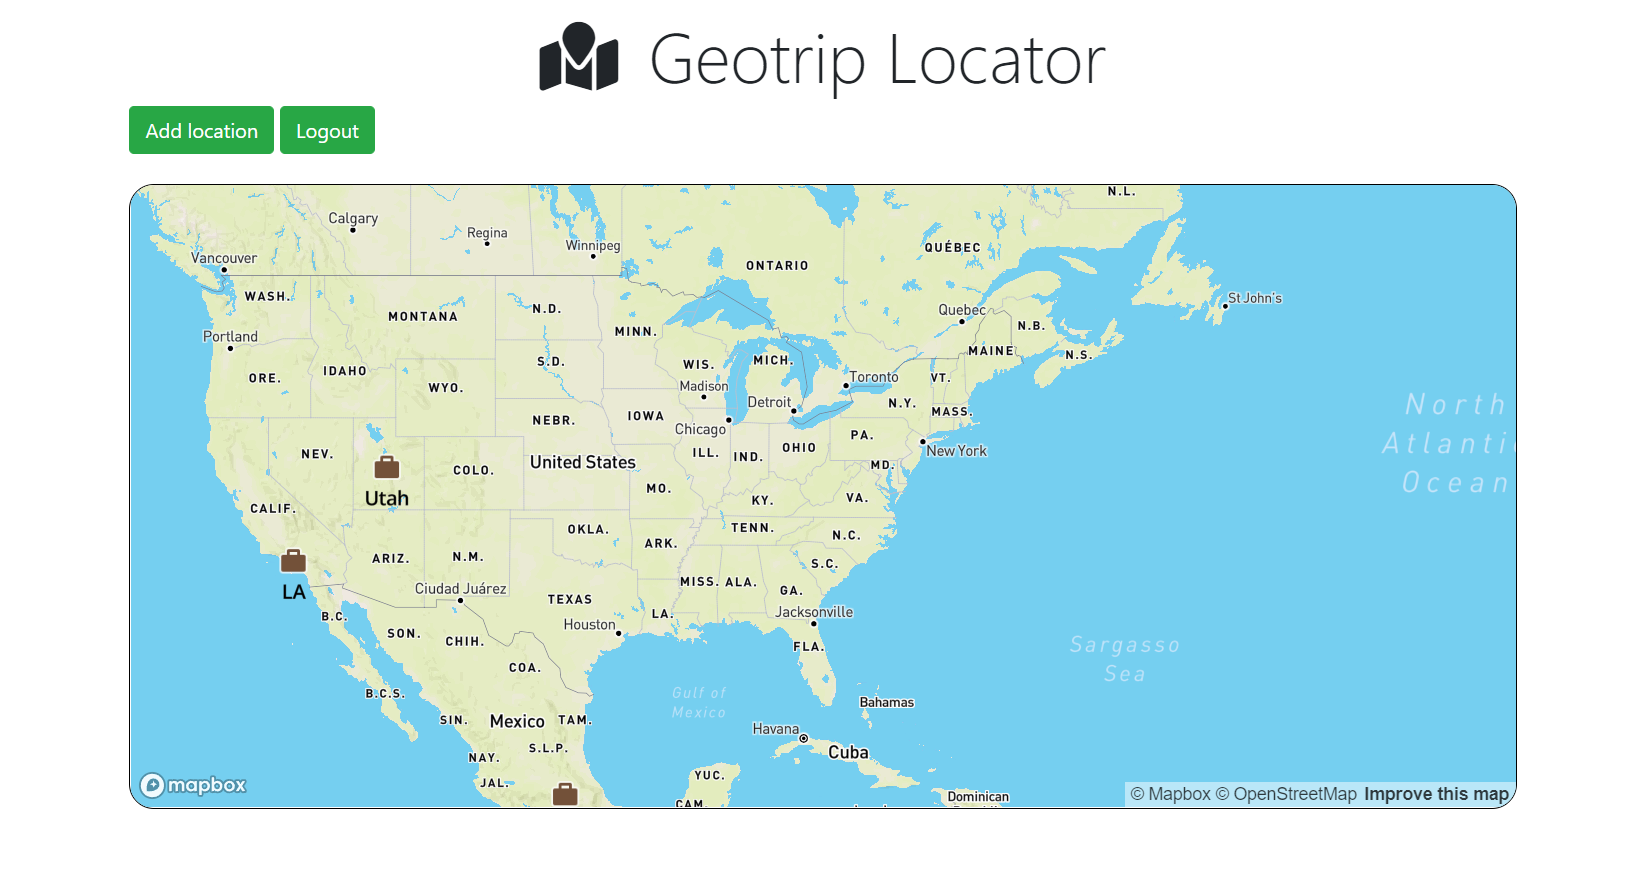 Geotrip Locator
Add location
Logout
N.L.
Calgary
Regina
Winnipeg
QUÉBEC
Vancouver
ONTARIO
WASH.
St John's
MONTANA
N.D.
Quebec
N.B.
MINN.
Portland
MAINE
N.S.
IDAHO
S.D.
WIS.
MICH.
ORE.
WYO.
Madison
Toronto
VT.
Detroit
N.Y.
MASS.
North
Atlanti
Ocean
NEBR.
IOWA
Chicago
PA.
NEV.
COLO.
United States
ILL.
IND.
OHIO
New York
MD.
Utah
MO.
KY.
VA.
CALIF.
OKLA.
TENN.
N.C.
ARIZ.
N.M.
ARK.
S.C.
LA
Ciudad Juárez
TEXAS
MISS.
ALA.
GA.
B.C.
Houston
LA.
Jacksonville
SON.
CHIH.
FLA.
Sargasso
Sea
COA.
B.C.S.
Gulf of
Mexico
Bahamas
SIN.
Mexico
TAM.
Havana
Cuba
S.L.P.
NAY.
JAL.
YUC.
CAM.
Dominican
mapbox
© Mapbox © OpenStreetMap Improve this map